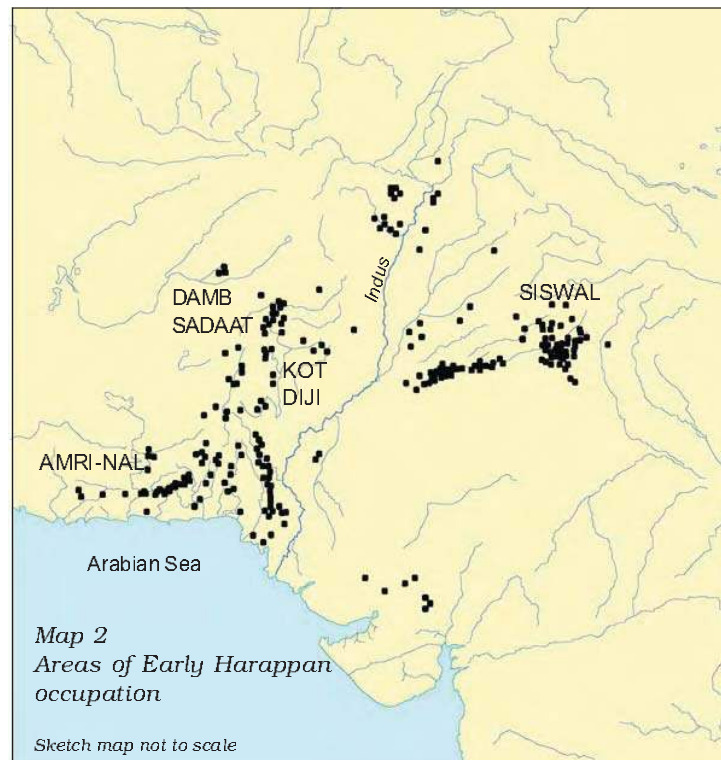 Indus
SISWAL
DAMB
SADAAT
KOT
DIJI
AMRI-NAL
Arabian Sea
Map 2
Areas of Early Harappan
occupation
Sketch map not to scale